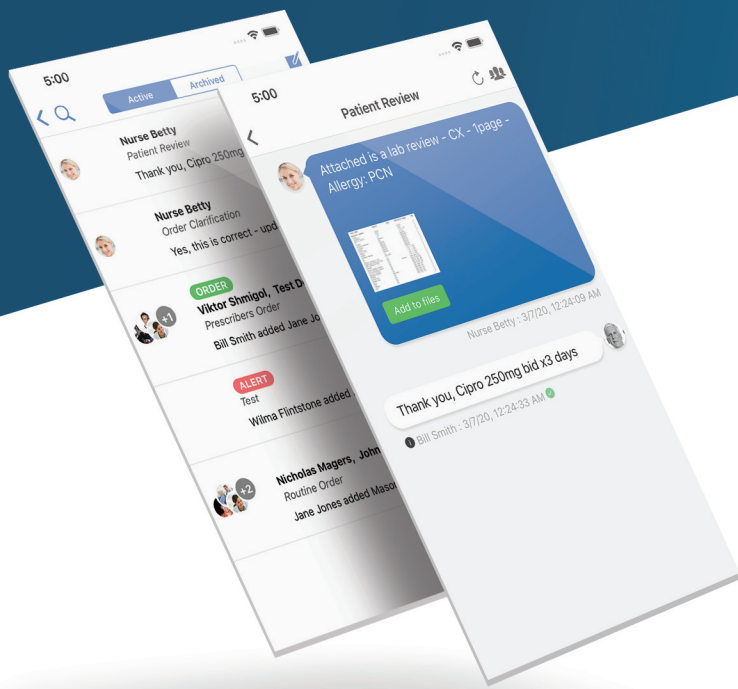 5:00
Active
Archived
Nurse Betty
Patient Review
Thank you, Cipro 250mg
Nurse Betty
Order Clarification
Yes, this is correct - upd
ORDER
Viktor Shmigol, Test D
+1
Prescribers Order
Bill Smith added Jane Jo
ALERT
Test
Wilma Flintstone added
Nicholas Magers, John
+2
Routine Order
Jane Jones added Mason
5:00
Patient Review
Attached is a lab review - CX - 1page -
Allergy: PCN
Add to files
Nurse Betty : 3/7/20, 12:24:09 AM
Thank you, Cipro 250mg bid x3 days
Bill Smith : 3/7/20, 12:24:33 AM